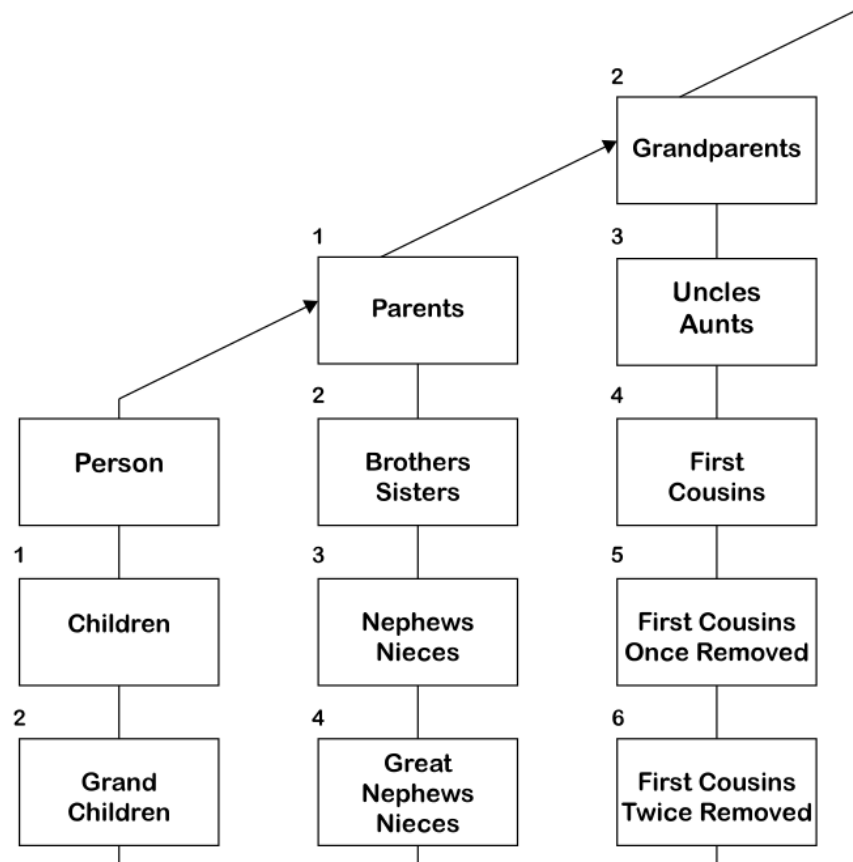 2
Grandparents
1
3
Parents
Uncles
Aunts
2
4
Person
Brothers
Sisters
First
Cousins
1
3
5
Children
Nephews
Nieces
First Cousins
Once Removed
2
4
6
Grand
Children
Great
Nephews
Nieces
First Cousins
Twice Removed